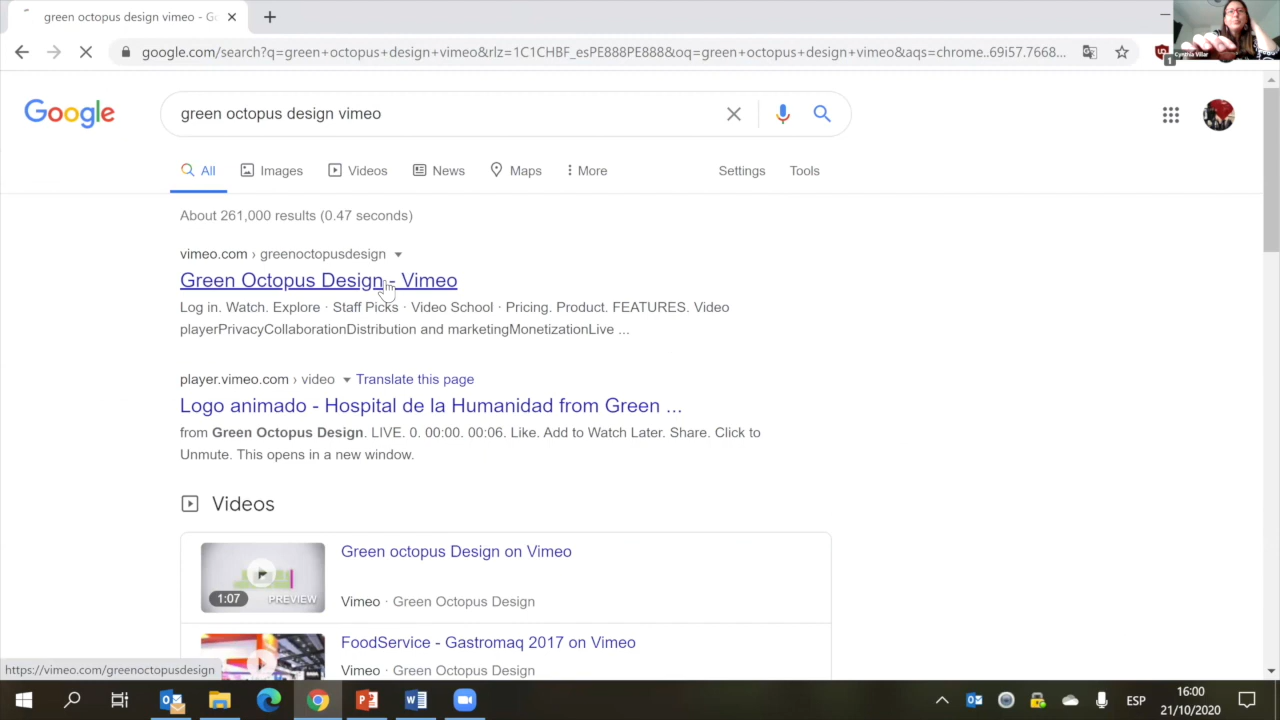 green octopus design vimeo - Go
google.com/search?q=green+octopus+design+vimeo&rlz=1C1CHBF_esPE888PE888&oq=green+octopus+design+vimeo&aqs=chrome..69i57.7668...
1
Cynthia Villar
Google
green octopus design vimeo
All Images Videos News Maps More Settings Tools
About 261,000 results (0.47 seconds)
vimeo.com › greenoctopusdesign
Green Octopus Design - Vimeo
Log in. Watch. Explore · Staff Picks · Video School · Pricing. Product. FEATURES. Video
playerPrivacyCollaborationDistribution and marketingMonetizationLive ...
player.vimeo.com › video Translate this page
Logo animado - Hospital de la Humanidad from Green ...
from Green Octopus Design. LIVE. 0. 00:00. 00:06. Like. Add to Watch Later. Share. Click to
Unmute. This opens in a new window.
Videos
Green octopus Design on Vimeo
1:07 PREVIEW
Vimeo · Green Octopus Design
FoodService - Gastromaq 2017 on Vimeo
Vimeo · Green Octopus Design
https://vimeo.com/greenoctopusdesign
ESP
16:00
21/10/2020